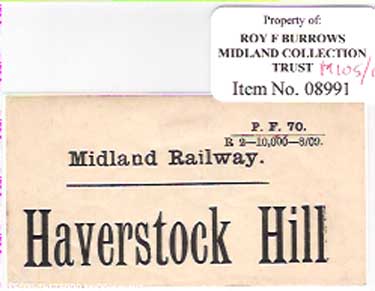 Property of:
ROY F BURROWS
MIDLAND COLLECTION
TRUST
Item No. 08991
P. F. 70.
R 2—10,000—8/09.
Midland Railway.
Haverstock Hill